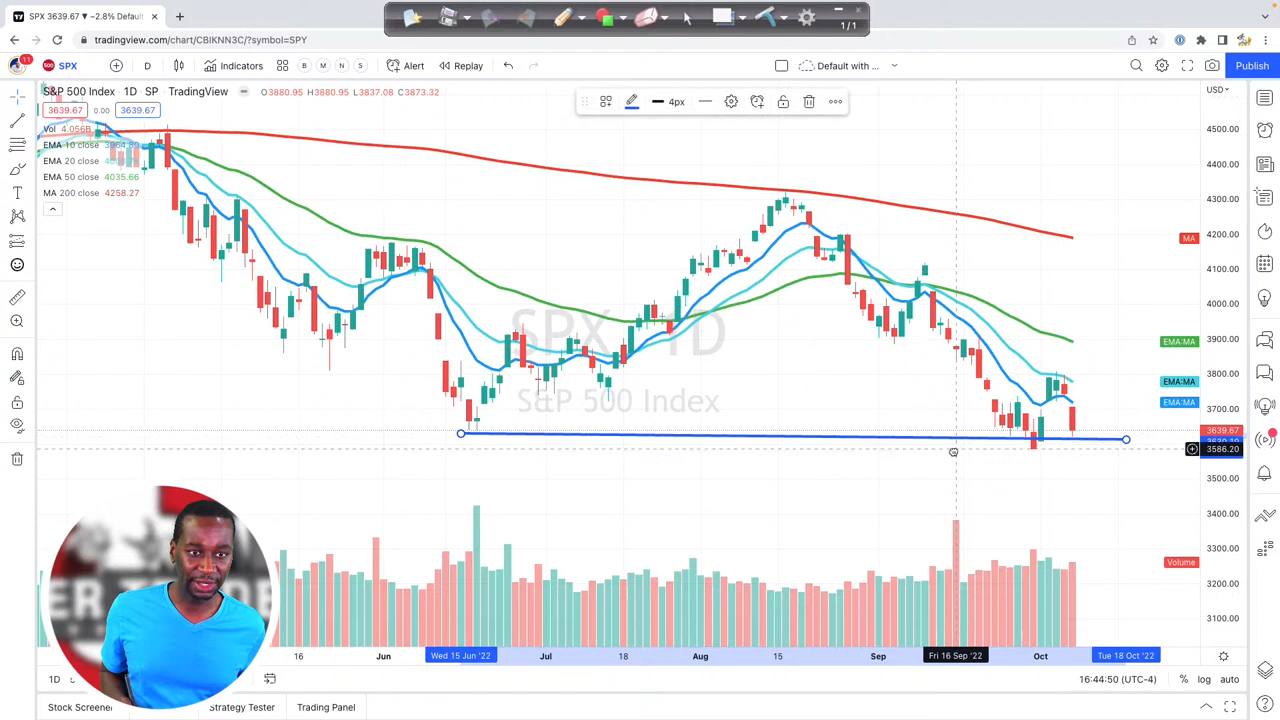 SPX 3639.67 ▼ −2.8% Default
1/1
tradingview.com/chart/CBIKNN3C/?symbol=SPY
11
SPX
D
Indicators
B
M
N
S
Alert
Replay
Default with ...
Publish
S&P 500 Index · 1D · SP · TradingView
O3880.95 H3880.95 L3837.08 C3873.32
USD
3639.67
0.00
3639.67
4px
Vol 4.056B
EMA 10 close
EMA 20 close
EMA 50 close 4035.66
MA 200 close 4258.27
4500.00
4400.00
4300.00
4200.00
4100.00
4000.00
3900.00
3800.00
3700.00
3639.67
3586.20
3500.00
3400.00
3300.00
3200.00
3100.00
MA
EMA:MA
EMA:MA
EMA:MA
Volume
SPX 1D
S&P 500 Index
16
Jun
Wed 15 Jun '22
Jul
18
Aug
15
Sep
Fri 16 Sep '22
Oct
Tue 18 Oct '22
1D
16:44:50 (UTC-4)
%
log
auto
Stock Screener
Strategy Tester
Trading Panel